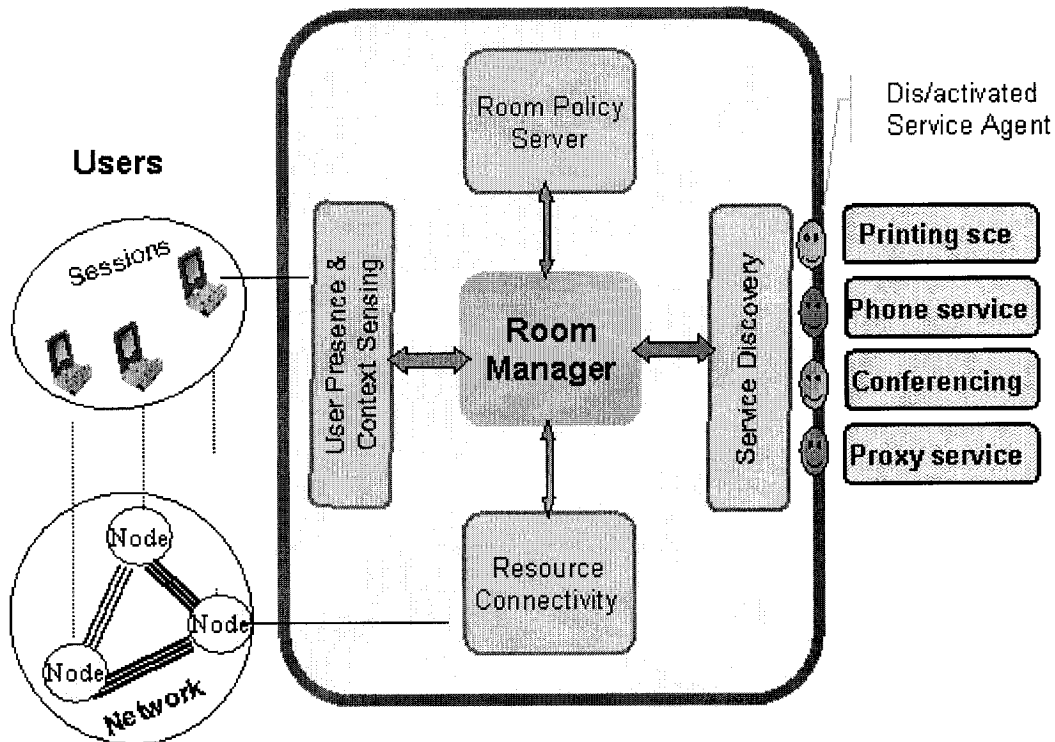 Users
Sessions
Node
Node
Node
Network
Room Policy
Server
User Presence &
Context Sensing
Room
Manager
Service Discovery
Resource
Connectivity
Dis/activated
Service Agent
Printing sce
Phone service
Conferencing
Proxy service